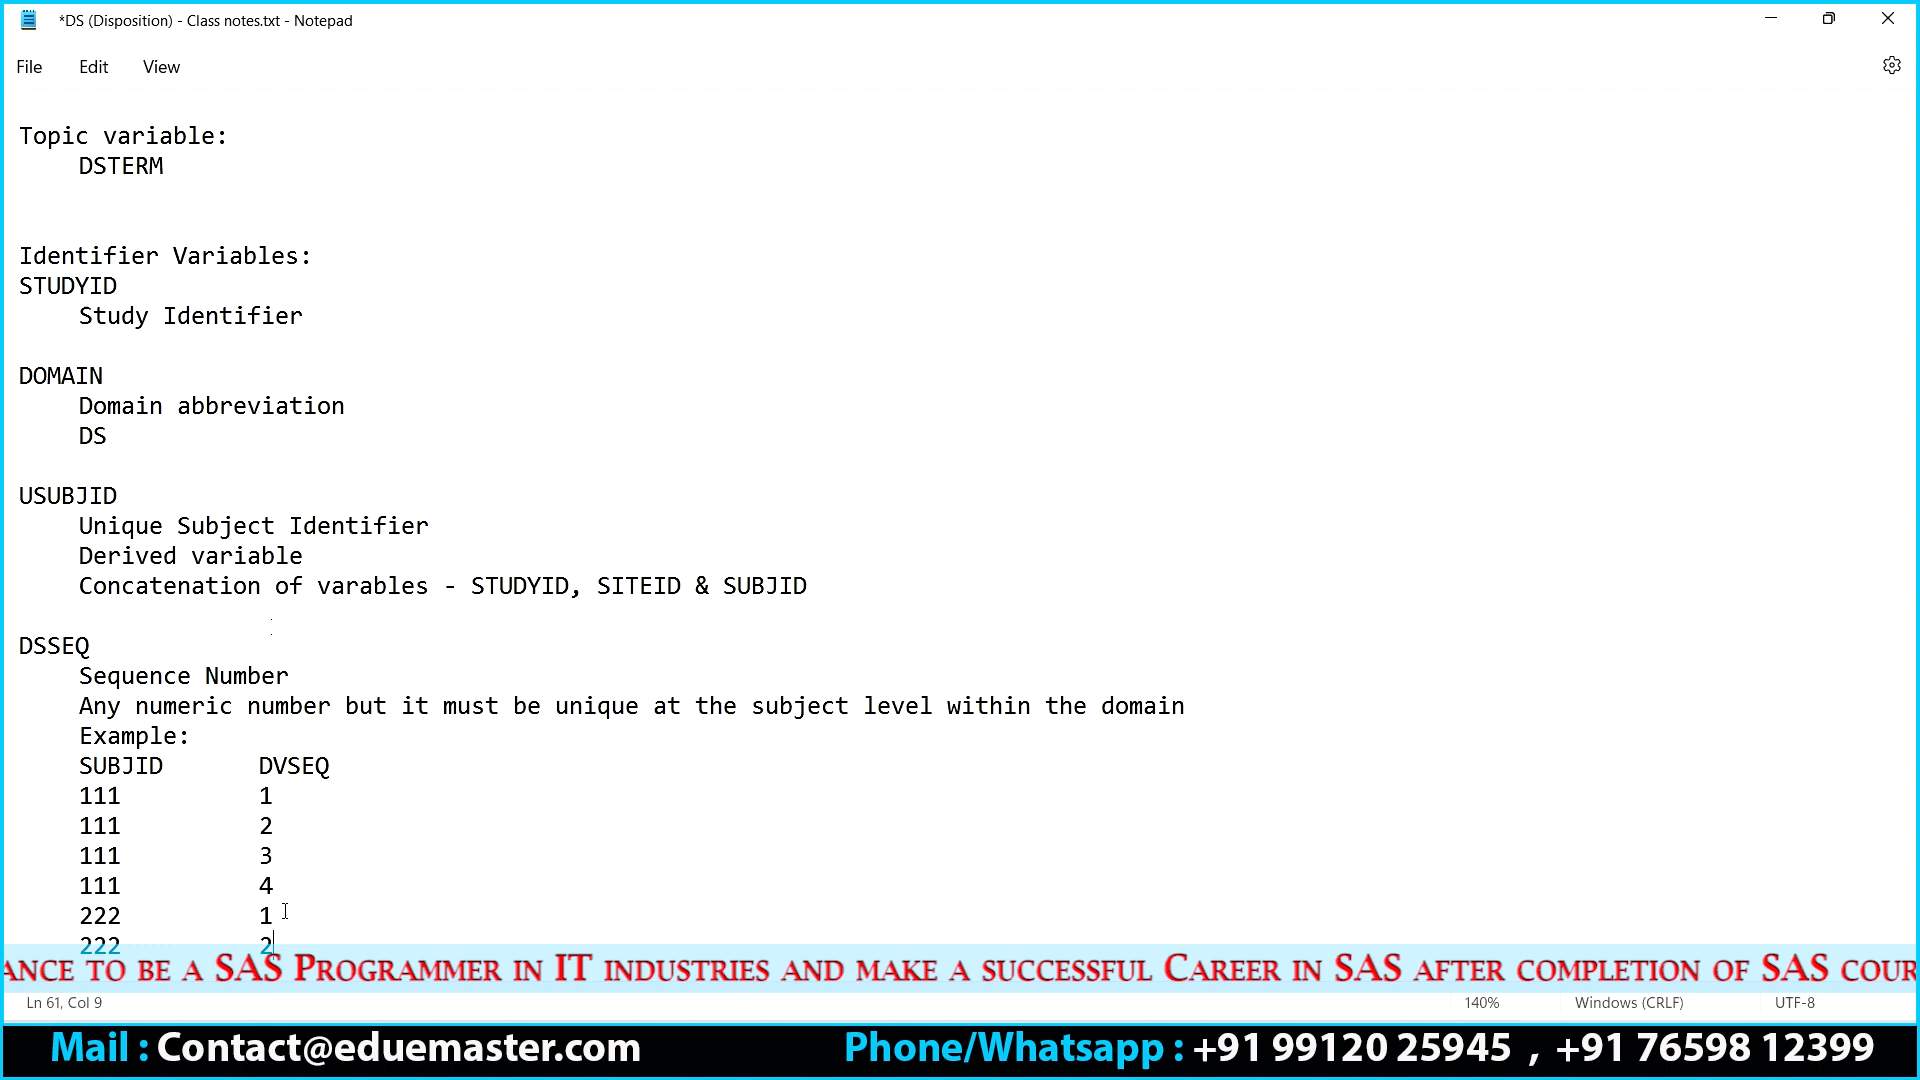 *DS (Disposition) - Class notes.txt - Notepad
File Edit View
Topic variable:
DSTERM
Identifier Variables:
STUDYID
Study Identifier
DOMAIN
Domain abbreviation
DS
USUBJID
Unique Subject Identifier
Derived variable
Concatenation of varables - STUDYID, SITEID & SUBJID
DSSEQ
Sequence Number
Any numeric number but it must be unique at the subject level within the domain
Example:
SUBJID DVSEQ
111 1
111 2
111 3
111 4
222 1
222 2
ANCE TO BE A SAS PROGRAMMER IN IT INDUSTRIES AND MAKE A SUCCESSFUL CAREER IN SAS AFTER COMPLETION OF SAS COUR
Ln 61, Col 9 140% Windows (CRLF) UTF-8
Mail : Contact@eduemaster.com Phone/Whatsapp : +91 99120 25945 , +91 76598 12399